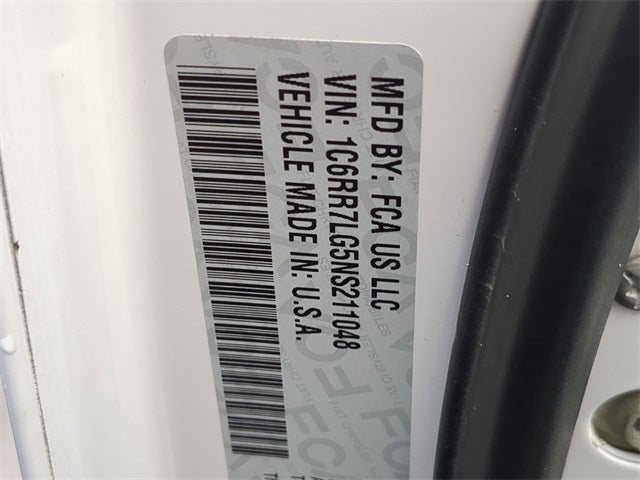 MFD BY: FCA US LLC
VIN: 1C6RR7LG5NS211048
VEHICLE MADE IN: U.S.A.